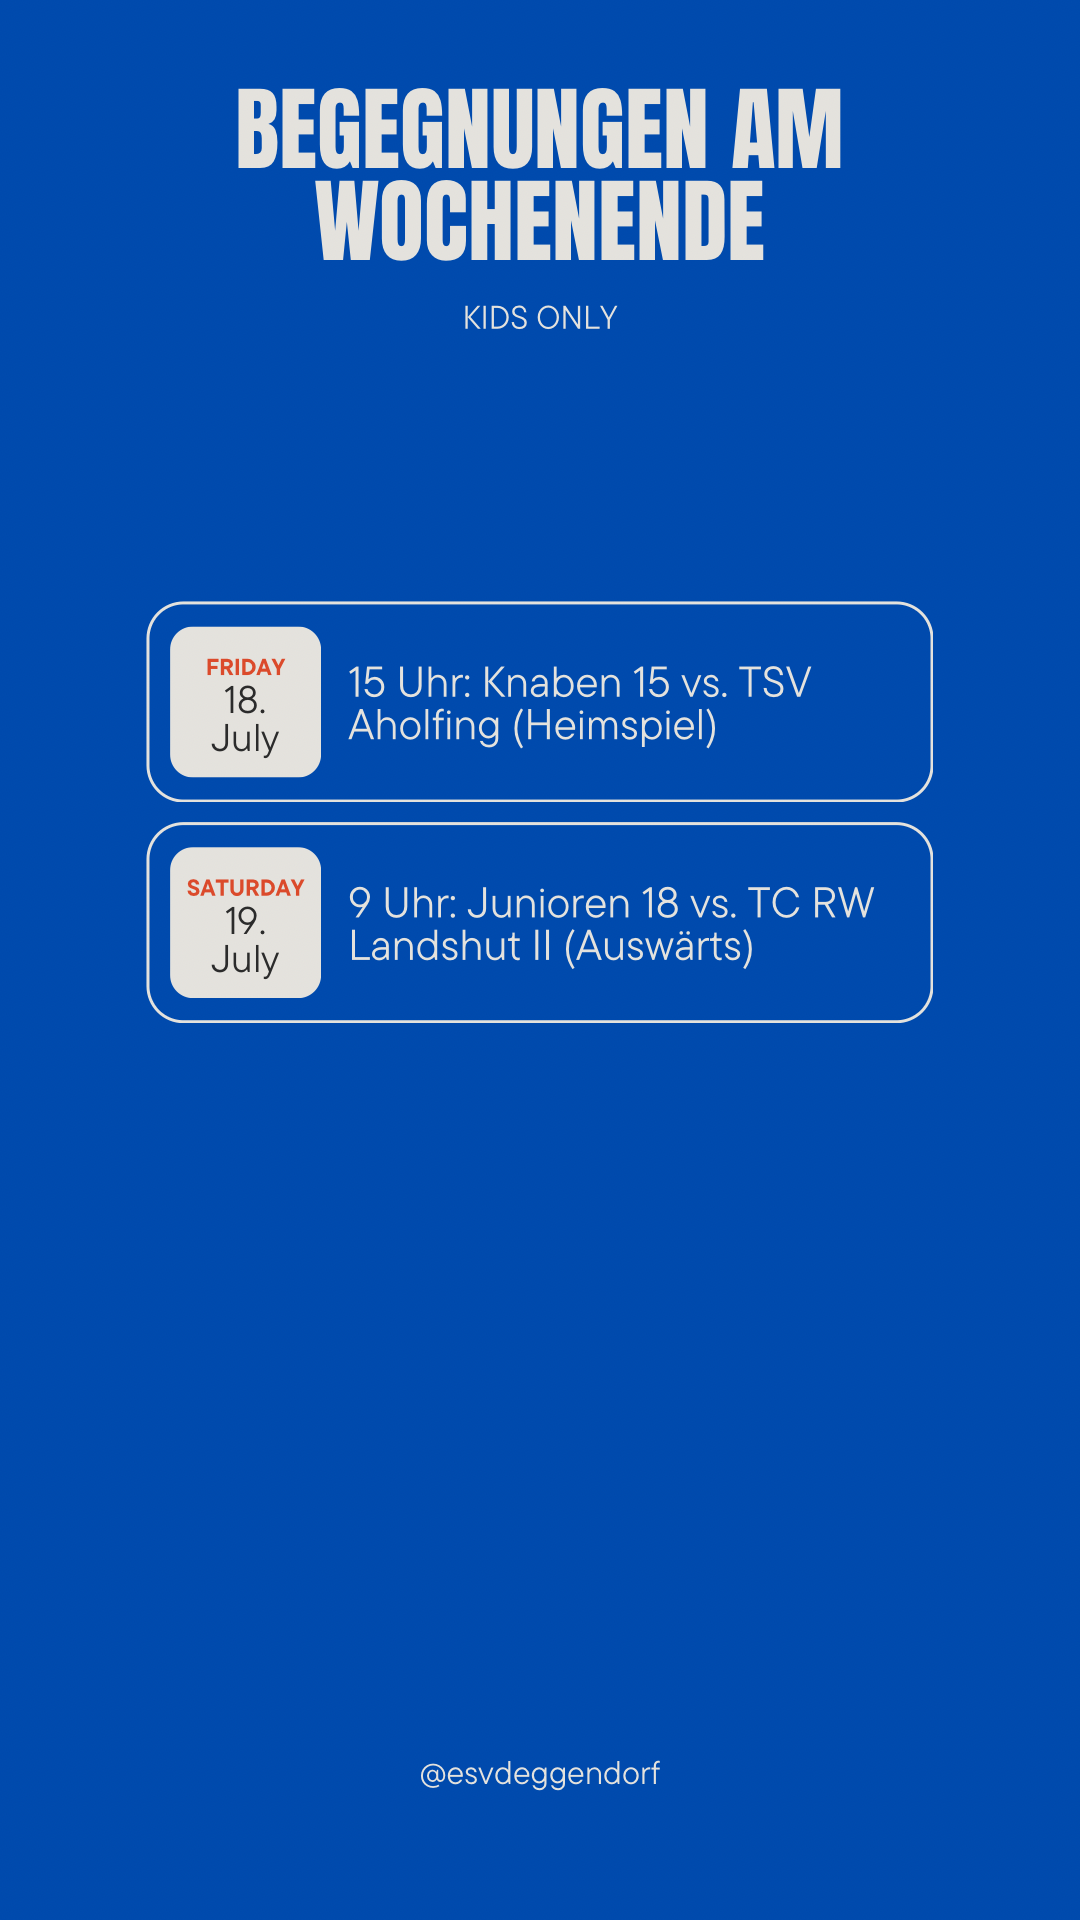 BEGEGNUNGEN AM
WOCHENENDE
KIDS ONLY
FRIDAY
18.
July
15 Uhr: Knaben 15 vs. TSV
Aholfing (Heimspiel)
SATURDAY
19.
July
9 Uhr: Junioren 18 vs. TC RW
Landshut II (Auswärts)
@esvdeggendorf